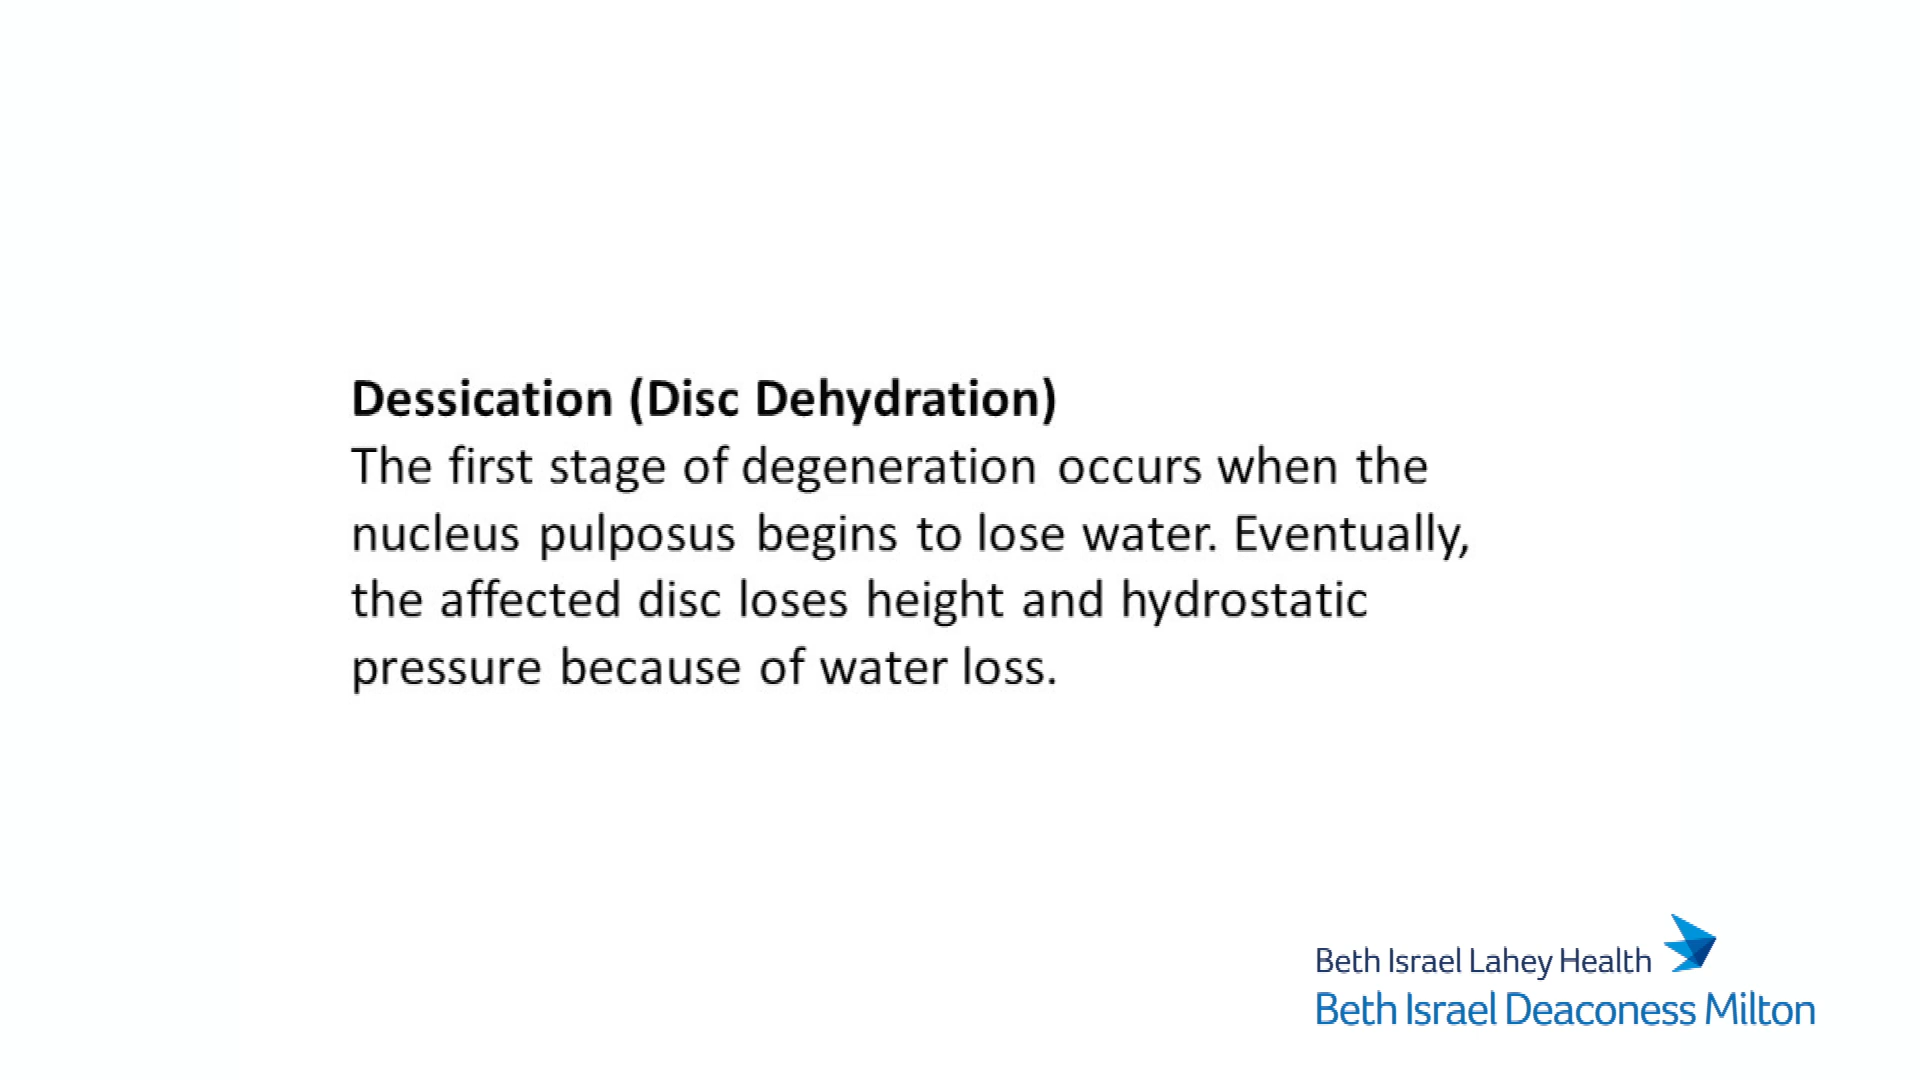 Dessication (Disc Dehydration)
The first stage of degeneration occurs when the
nucleus pulposus begins to lose water. Eventually,
the affected disc loses height and hydrostatic
pressure because of water loss.
Beth Israel Lahey Health
Beth Israel Deaconess Milton